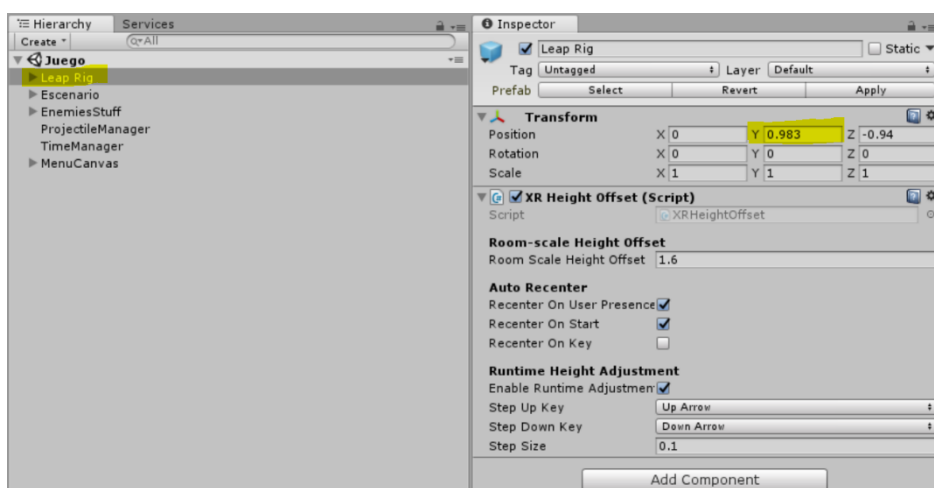 Hierarchy Services
Create All
Juego
Leap Rig
Escenario
EnemiesStuff
ProjectileManager
TimeManager
MenuCanvas
Inspector
Leap Rig Static
Tag Untagged Layer Default
Prefab Select Revert Apply
Transform
Position X 0 Y 0.983 Z -0.94
Rotation X 0 Y 0 Z 0
Scale X 1 Y 1 Z 1
XR Height Offset (Script)
Script XRHeightOffset
Room-scale Height Offset
Room Scale Height Offset 1.6
Auto Recenter
Recenter On User Presence
Recenter On Start
Recenter On Key
Runtime Height Adjustment
Enable Runtime Adjustmen
Step Up Key Up Arrow
Step Down Key Down Arrow
Step Size 0.1
Add Component